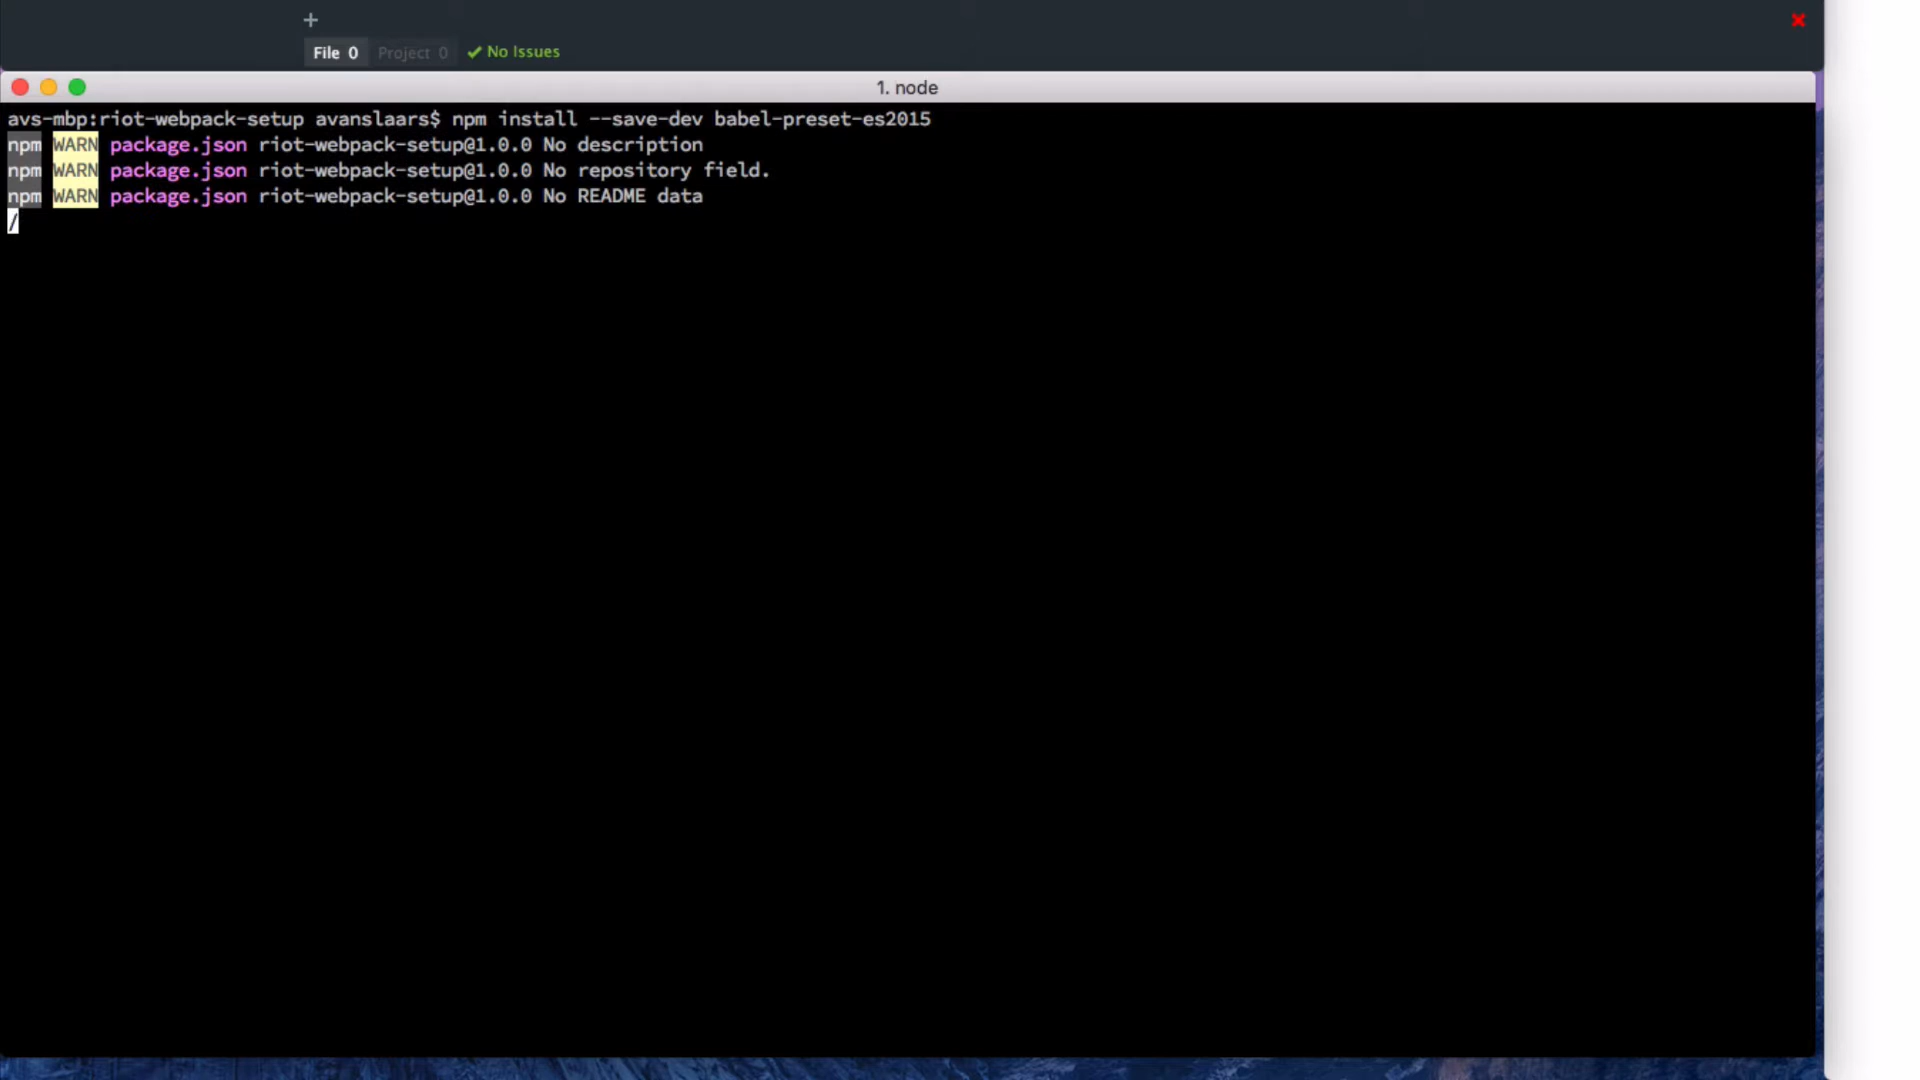 +
File 0 Project 0 ✔ No Issues
1. node
avs-mbp:riot-webpack-setup avanslaars$ npm install --save-dev babel-preset-es2015
npm WARN package.json riot-webpack-setup@1.0.0 No description
npm WARN package.json riot-webpack-setup@1.0.0 No repository field.
npm WARN package.json riot-webpack-setup@1.0.0 No README data
/